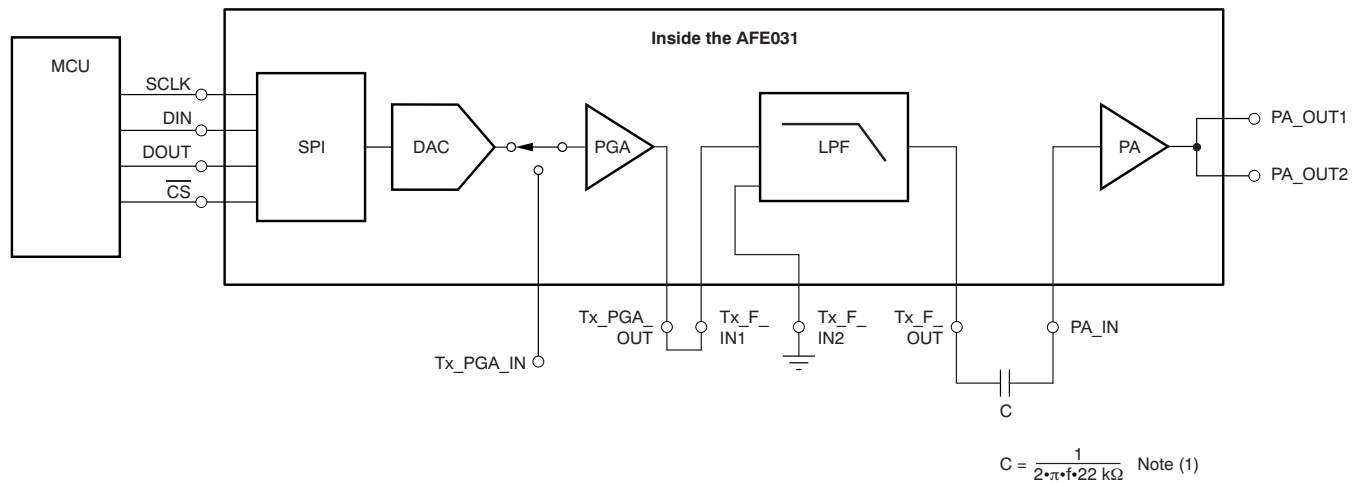 Inside the AFE031
MCU
SCLK
DIN
DOUT
CS
SPI
DAC
PGA
LPF
PA
PA_OUT1
PA_OUT2
Tx_PGA_IN
Tx_PGA_
OUT
Tx_F_
IN1
Tx_F_
IN2
Tx_F_
OUT
PA_IN
C
C = 1 / 2•π•f•22 kΩ Note (1)